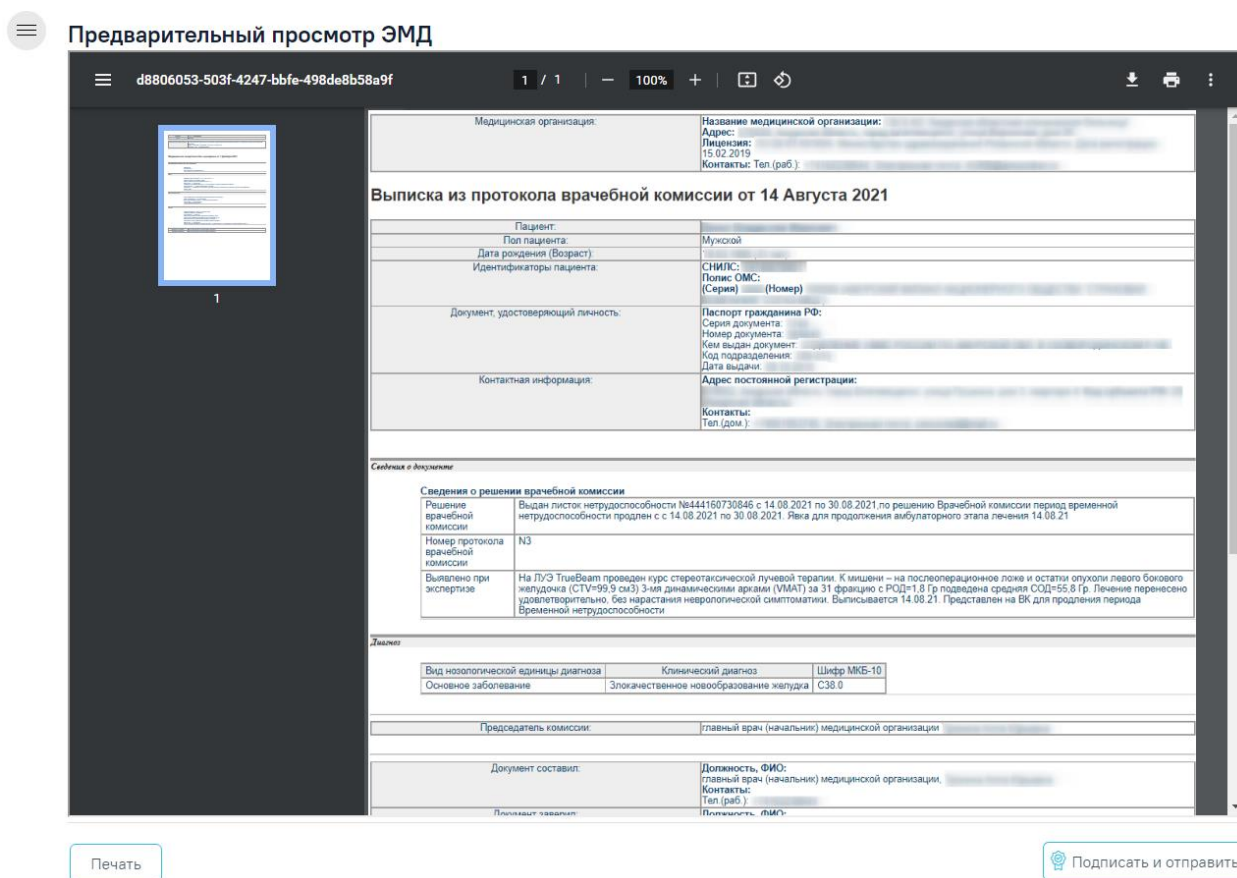 Предварительный просмотр ЭМД
d8806053-503f-4247-bbfe-498de8b58a9f
1 / 1
100%
1
Медицинская организация:
Название медицинской организации:
Адрес:
Лицензия:
15.02.2019
Контакты: Тел.(раб.):
Выписка из протокола врачебной комиссии от 14 Августа 2021
Пациент:
Пол пациента: Мужской
Дата рождения (Возраст):
Идентификаторы пациента:
СНИЛС:
Полис ОМС:
(Серия) (Номер)
Документ, удостоверяющий личность:
Паспорт гражданина РФ:
Серия документа:
Номер документа:
Кем выдан документ:
Код подразделения:
Дата выдачи:
Контактная информация:
Адрес постоянной регистрации:
Контакты:
Тел.(дом.):
Сведения о документе
Сведения о решении врачебной комиссии
Решение
врачебной
комиссии
Выдан листок нетрудоспособности №444160730846 с 14.08.2021 по 30.08.2021,по решению Врачебной комиссии период временной
нетрудоспособности продлен с с 14.08.2021 по 30.08.2021. Явка для продолжения амбулаторного этапа лечения 14.08.21
Номер протокола
врачебной
комиссии
N3
Выявлено при
экспертизе
На ЛУЭ TrueBeam проведен курс стереотаксической лучевой терапии. К мишени – на послеоперационное ложе и остатки опухоли левого бокового
желудочка (CTV=99,9 см3) 3-мя динамическими арками (VMAT) за 31 фракцию с РОД=1,8 Гр подведена средняя СОД=55,8 Гр. Лечение перенесено
удовлетворительно, без нарастания неврологической симптоматики. Выписывается 14.08.21. Представлен на ВК для продления периода
Временной нетрудоспособности
Диагноз
Вид нозологической единицы диагноза Клинический диагноз Шифр МКБ-10
Основное заболевание Злокачественное новообразование желудка C38.0
Председатель комиссии: главный врач (начальник) медицинской организации
Документ составил:
Должность, ФИО:
главный врач (начальник) медицинской организации,
Контакты:
Тел.(раб.):
Документ заверил: Должность, ФИО:
Печать
Подписать и отправить